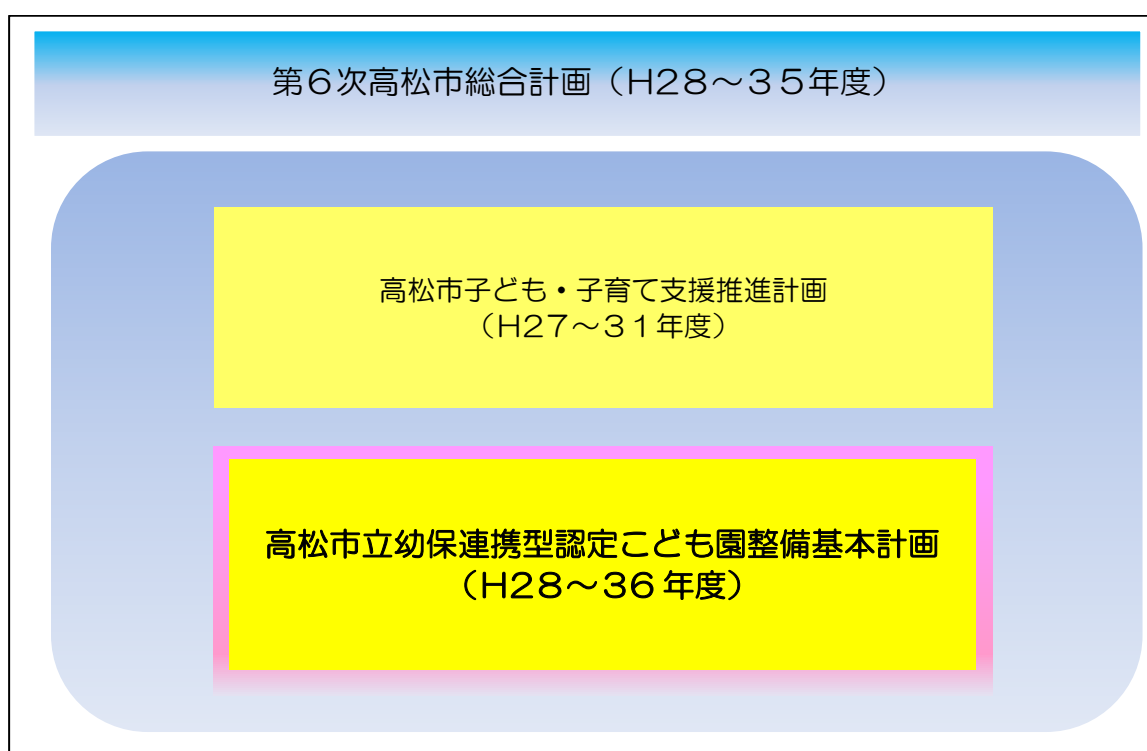 第６次高松市総合計画（H２８～３５年度）
高松市子ども・子育て支援推進計画
（H２７～３１年度）
高松市立幼保連携型認定こども園整備基本計画
（H２８～３６年度）